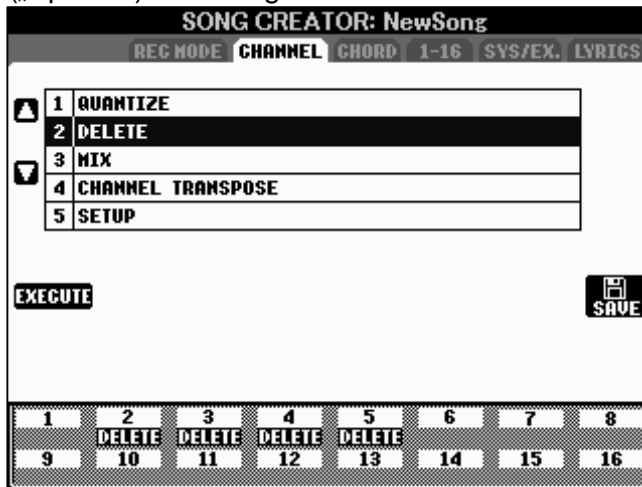 SONG CREATOR: NewSong
REC MODE CHANNEL CHORD 1-16 SYS/EX. LYRICS
1 QUANTIZE
2 DELETE
3 MIX
4 CHANNEL TRANSPOSE
5 SETUP
EXECUTE
SAVE
1 2 3 4 5 6 7 8
DELETE DELETE DELETE DELETE
9 10 11 12 13 14 15 16